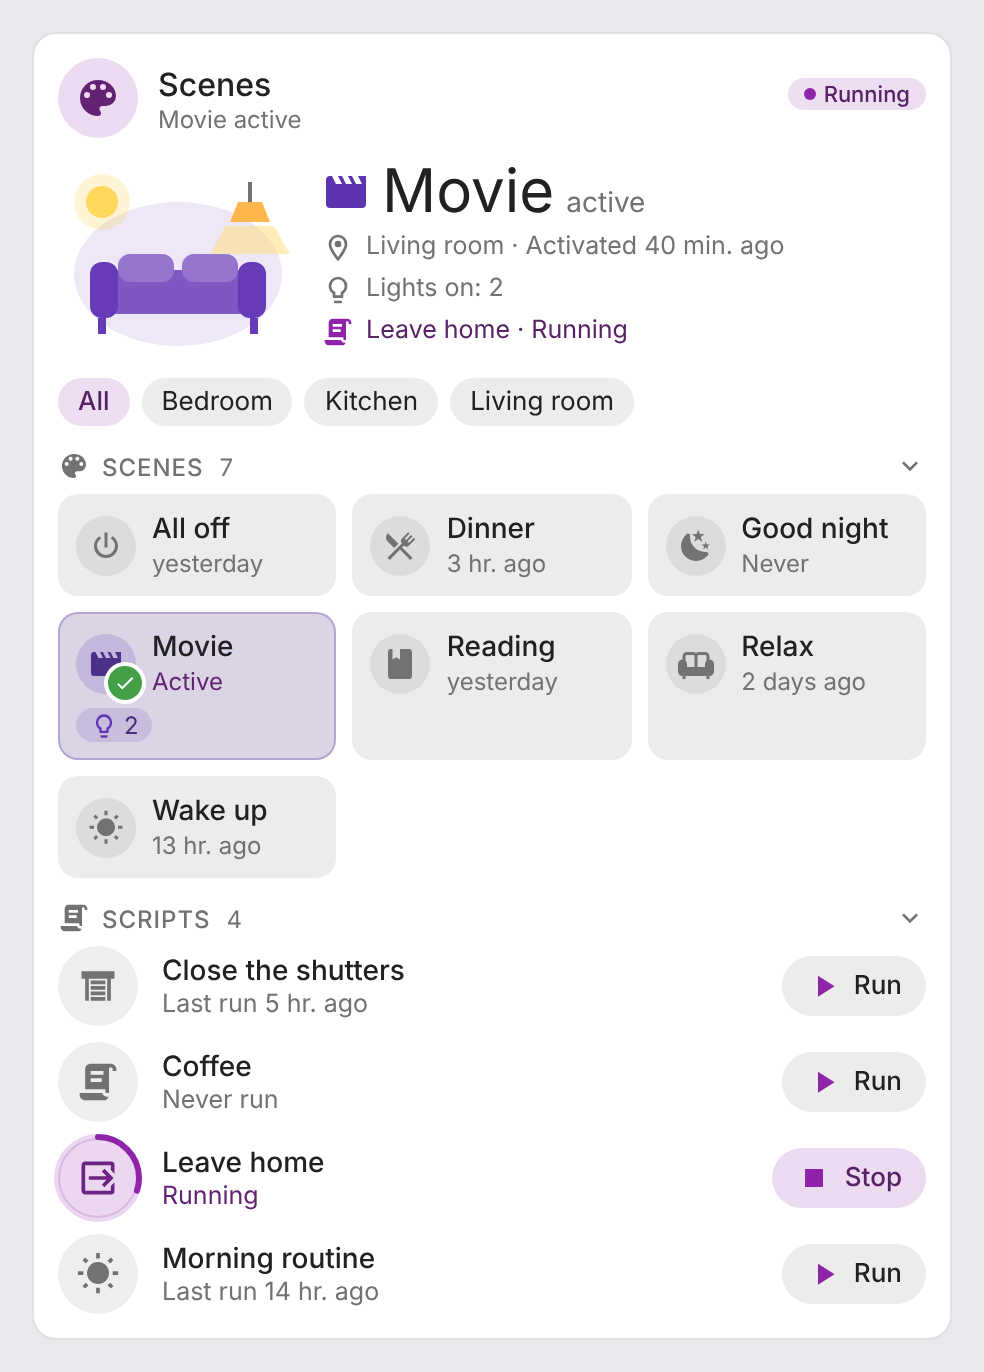 Scenes
Movie active
Running
Movie active
Living room · Activated 40 min. ago
Lights on: 2
Leave home · Running
All
Bedroom
Kitchen
Living room
SCENES 7
All off
yesterday
Dinner
3 hr. ago
Good night
Never
Movie
Active
2
Reading
yesterday
Relax
2 days ago
Wake up
13 hr. ago
SCRIPTS 4
Close the shutters
Last run 5 hr. ago
Run
Coffee
Never run
Run
Leave home
Running
Stop
Morning routine
Last run 14 hr. ago
Run